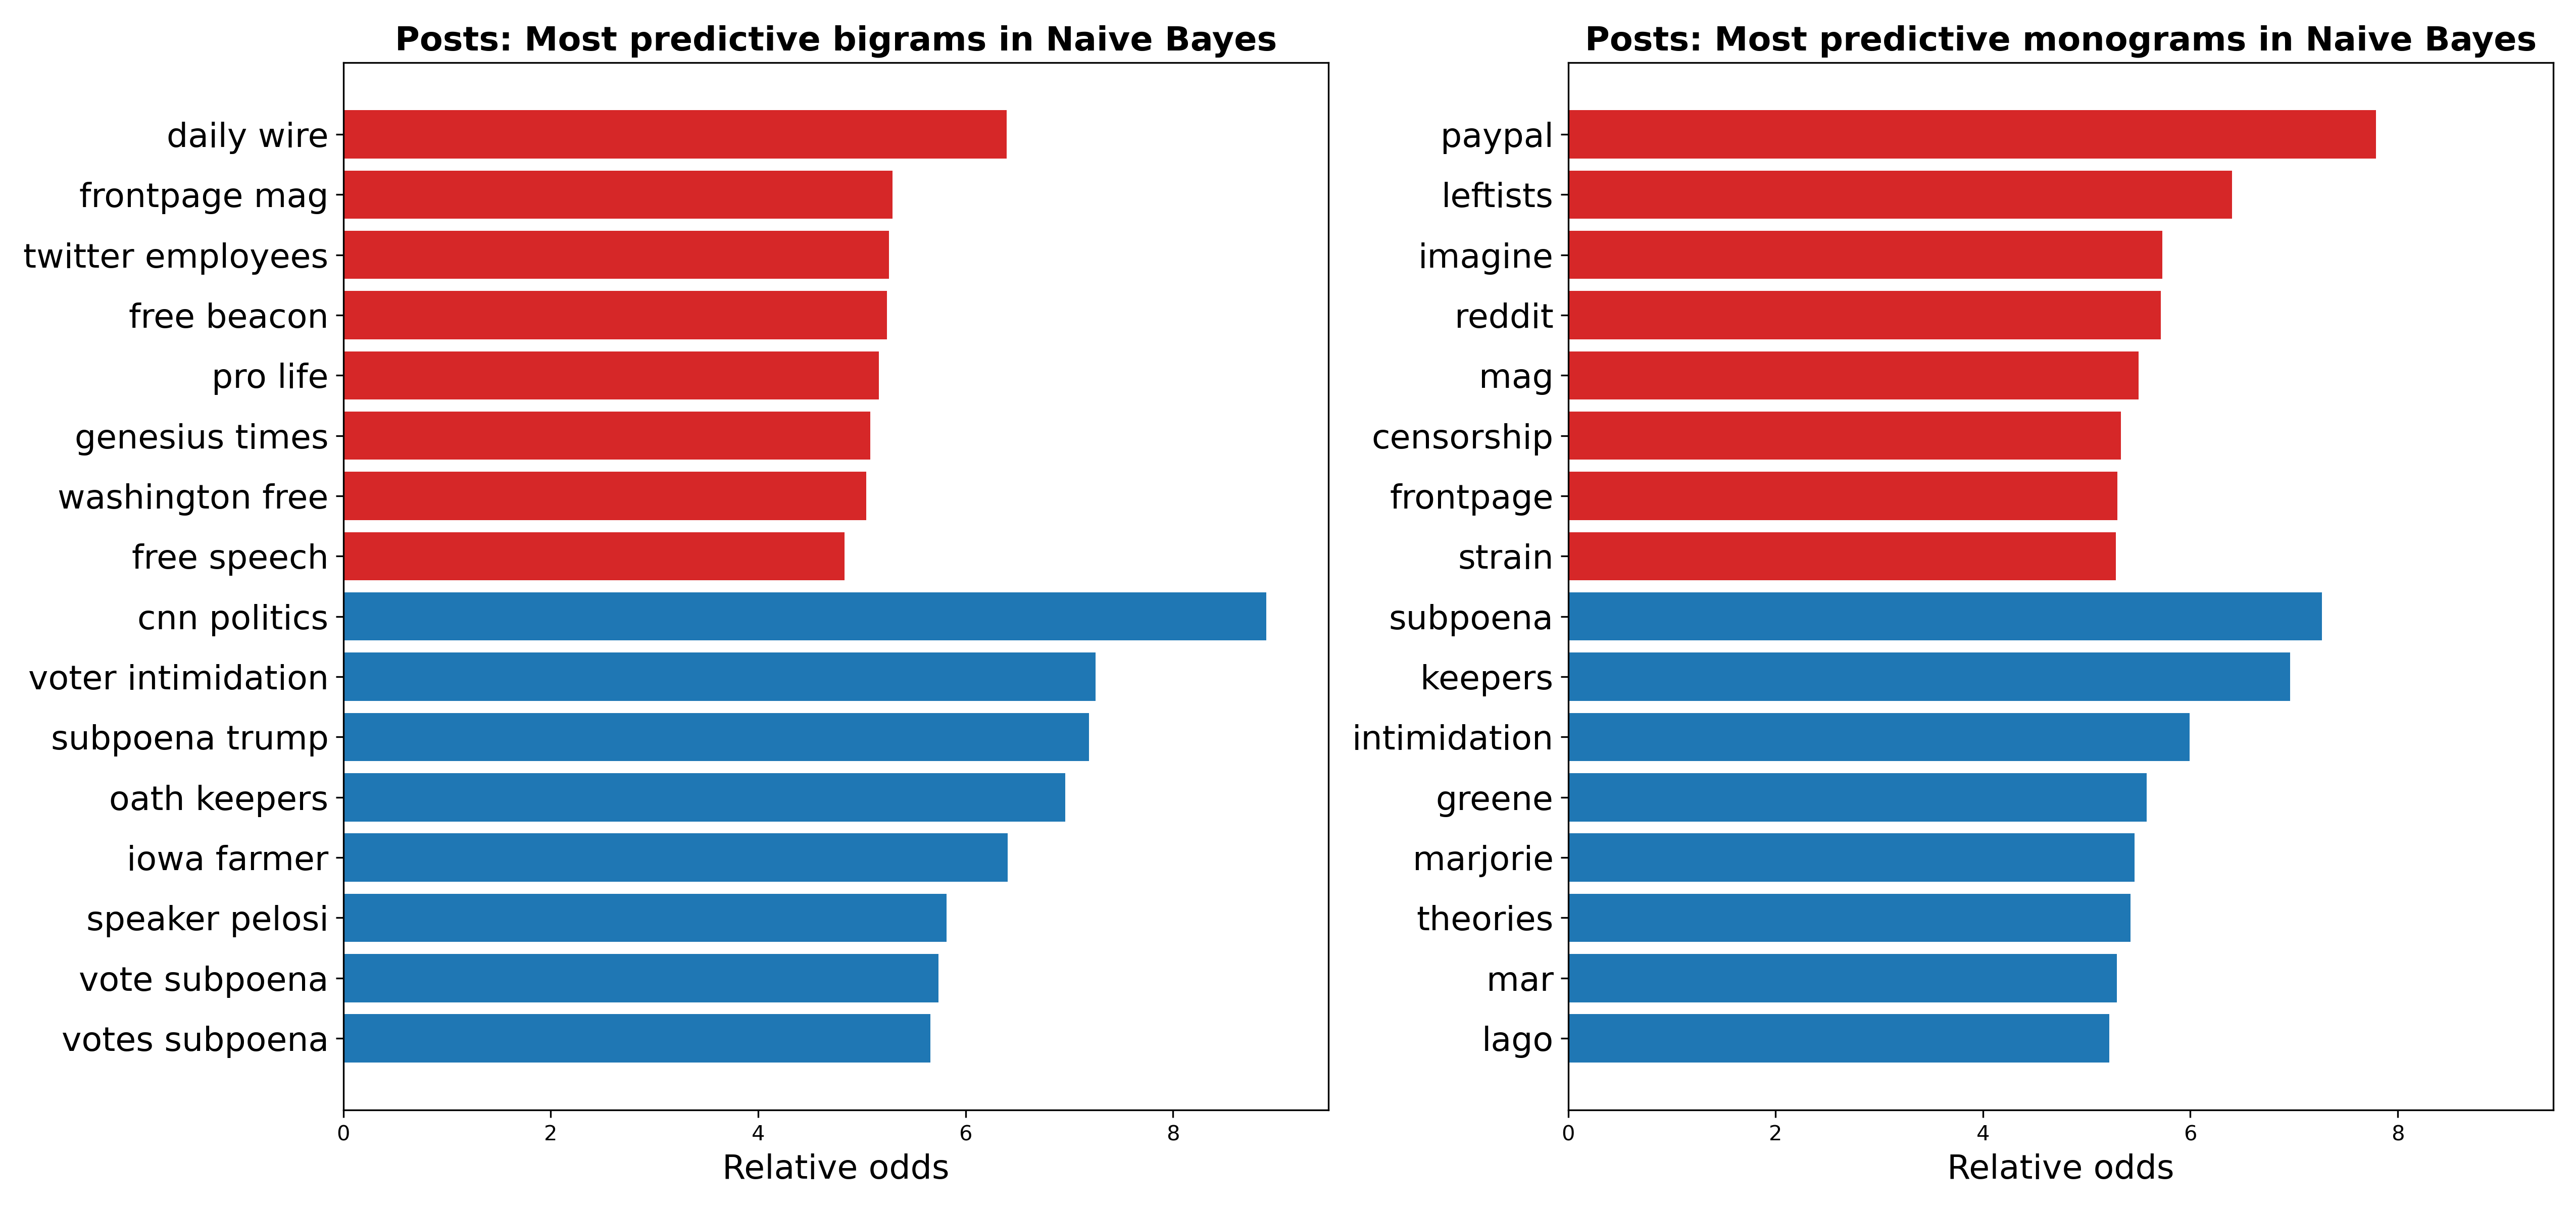 Posts: Most predictive bigrams in Naive Bayes
daily wire
frontpage mag
twitter employees
free beacon
pro life
genesius times
washington free
free speech
cnn politics
voter intimidation
subpoena trump
oath keepers
iowa farmer
speaker pelosi
vote subpoena
votes subpoena
0 2 4 6 8
Relative odds
Posts: Most predictive monograms in Naive Bayes
paypal
leftists
imagine
reddit
mag
censorship
frontpage
strain
subpoena
keepers
intimidation
greene
marjorie
theories
mar
lago
0 2 4 6 8
Relative odds